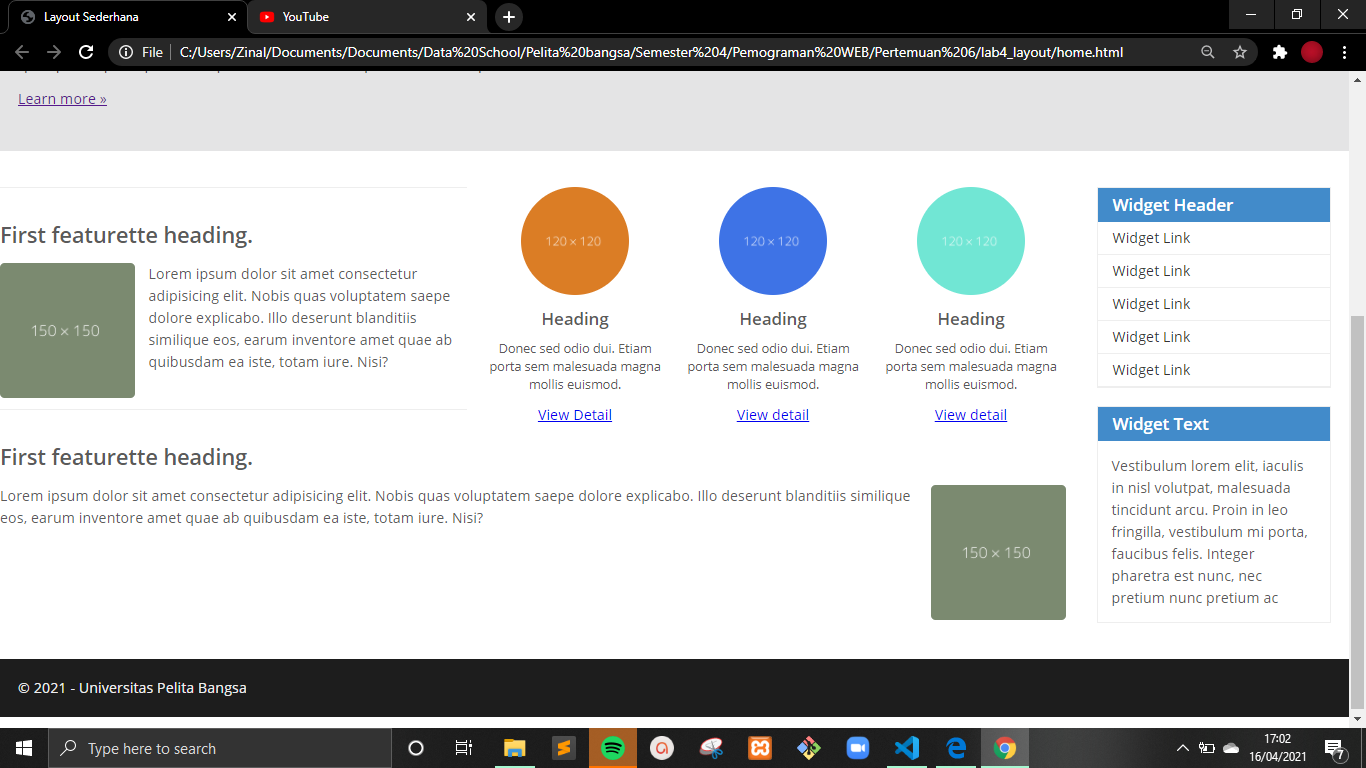 Layout Sederhana
YouTube
File
C:/Users/Zinal/Documents/Documents/Data%20School/Pelita%20bangsa/Semester%204/Pemograman%20WEB/Pertemuan%206/lab4_layout/home.html
Learn more »
First featurette heading.
150 × 150
Lorem ipsum dolor sit amet consectetur
adipisicing elit. Nobis quas voluptatem saepe
dolore explicabo. Illo deserunt blanditiis
similique eos, earum inventore amet quae ab
quibusdam ea iste, totam iure. Nisi?
120 × 120
Heading
Donec sed odio dui. Etiam
porta sem malesuada magna
mollis euismod.
View Detail
120 × 120
Heading
Donec sed odio dui. Etiam
porta sem malesuada magna
mollis euismod.
View detail
120 × 120
Heading
Donec sed odio dui. Etiam
porta sem malesuada magna
mollis euismod.
View detail
First featurette heading.
Lorem ipsum dolor sit amet consectetur adipisicing elit. Nobis quas voluptatem saepe dolore explicabo. Illo deserunt blanditiis similique
eos, earum inventore amet quae ab quibusdam ea iste, totam iure. Nisi?
150 × 150
Widget Header
Widget Link
Widget Link
Widget Link
Widget Link
Widget Link
Widget Text
Vestibulum lorem elit, iaculis
in nisl volutpat, malesuada
tincidunt arcu. Proin in leo
fringilla, vestibulum mi porta,
faucibus felis. Integer
pharetra est nunc, nec
pretium nunc pretium ac
© 2021 - Universitas Pelita Bangsa
Type here to search
17:02
16/04/2021
7